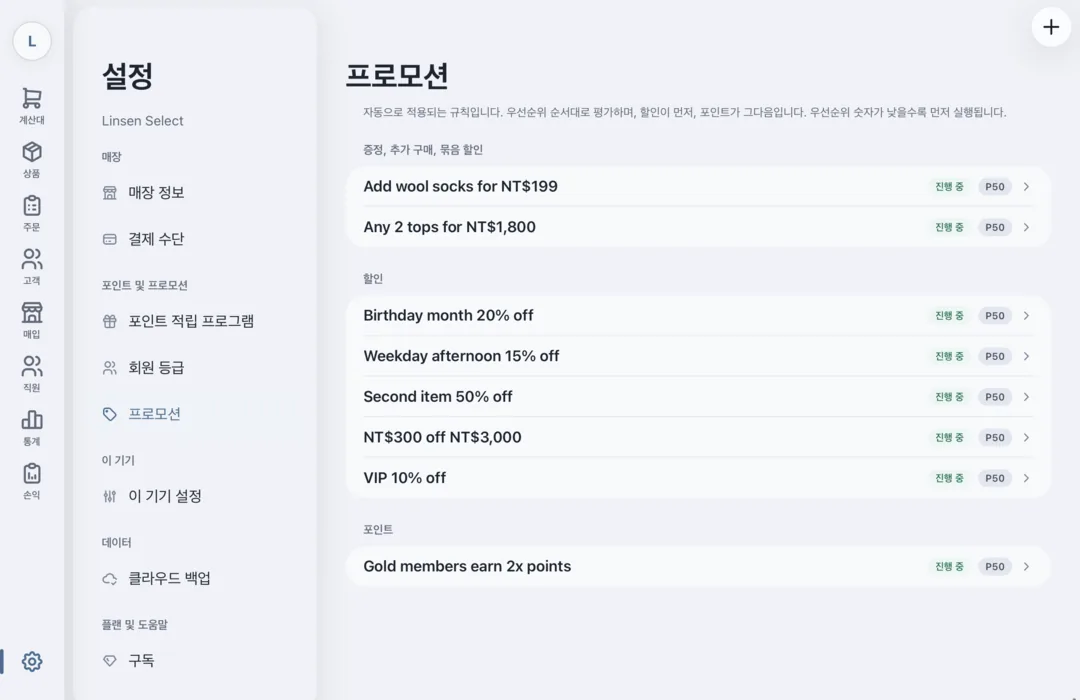 L
계산대
상품
주문
고객
매입
직원
통계
손익
설정
Linsen Select
매장
매장 정보
결제 수단
포인트 및 프로모션
포인트 적립 프로그램
회원 등급
프로모션
이 기기
이 기기 설정
데이터
클라우드 백업
플랜 및 도움말
구독
프로모션
자동으로 적용되는 규칙입니다. 우선순위 순서대로 평가하며, 할인이 먼저, 포인트가 그다음입니다. 우선순위 숫자가 낮을수록 먼저 실행됩니다.
증정, 추가 구매, 묶음 할인
Add wool socks for NT$199 진행 중 P50
Any 2 tops for NT$1,800 진행 중 P50
할인
Birthday month 20% off 진행 중 P50
Weekday afternoon 15% off 진행 중 P50
Second item 50% off 진행 중 P50
NT$300 off NT$3,000 진행 중 P50
VIP 10% off 진행 중 P50
포인트
Gold members earn 2x points 진행 중 P50